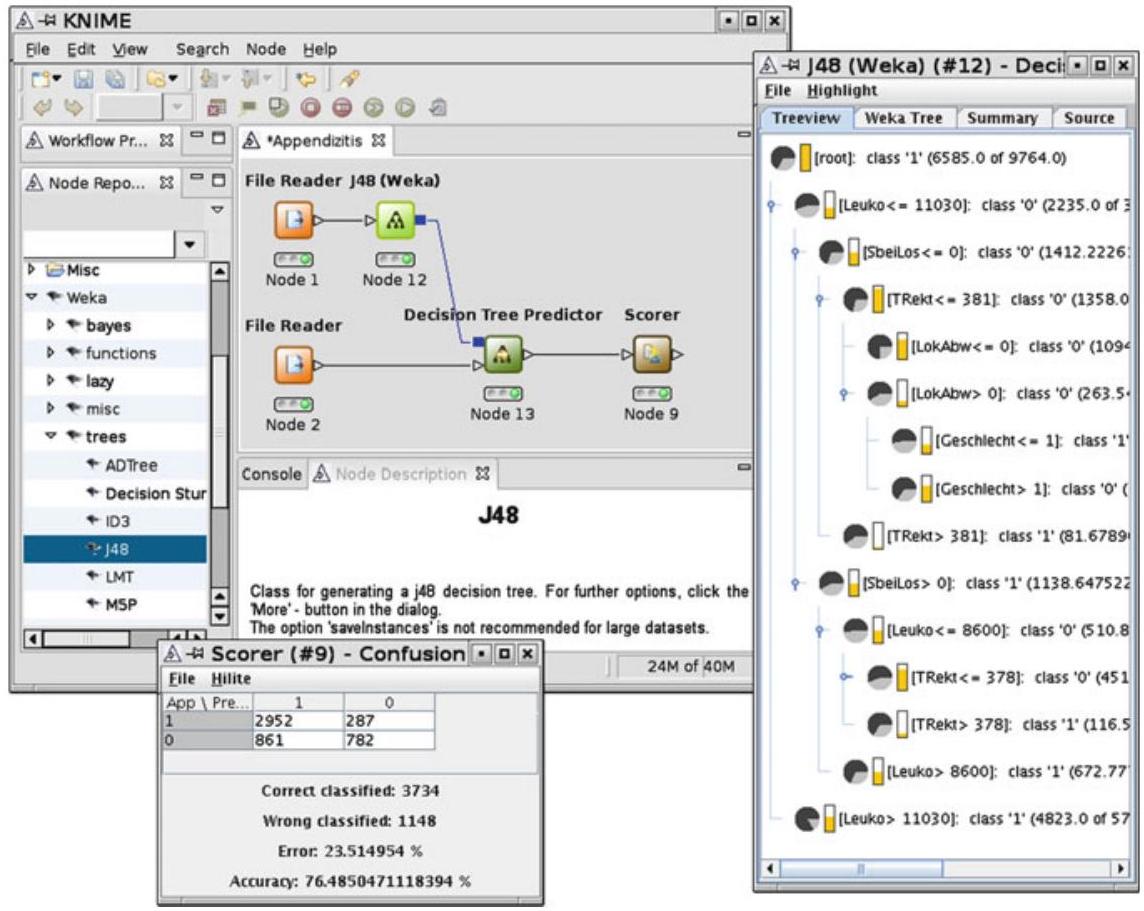 KNIME
File Edit View Search Node Help
Workflow Pr...
Node Repo...
Misc
Weka
bayes
functions
lazy
misc
trees
ADTree
Decision Stur
ID3
J48
LMT
M5P
*Appendizitis
File Reader J48 (Weka)
Node 1 Node 12
File Reader Decision Tree Predictor Scorer
Node 2 Node 13 Node 9
Console Node Description
J48
Class for generating a j48 decision tree. For further options, click the
'More' - button in the dialog.
The option 'saveInstances' is not recommended for large datasets.
24M of 40M
Scorer (#9) - Confusion
File Hilite
App \ Pre... 1 0
1 2952 287
0 861 782
Correct classified: 3734
Wrong classified: 1148
Error: 23.514954 %
Accuracy: 76.4850471118394 %
J48 (Weka) (#12) - Deci
File Highlight
Treeview Weka Tree Summary Source
[root]: class '1' (6585.0 of 9764.0)
[Leuko<= 11030]: class '0' (2235.0 of 3
[SbeiLos<= 0]: class '0' (1412.2226
[TRekt<= 381]: class '0' (1358.0
[LokAbw<= 0]: class '0' (1094
[LokAbw> 0]: class '0' (263.5
[Geschlecht<= 1]: class '1'
[Geschlecht> 1]: class '0' (
[TRekt> 381]: class '1' (81.6789
[SbeiLos> 0]: class '1' (1138.647522
[Leuko<= 8600]: class '0' (510.8
[TRekt<= 378]: class '0' (451
[TRekt> 378]: class '1' (116.5
[Leuko> 8600]: class '1' (672.77
[Leuko> 11030]: class '1' (4823.0 of 57